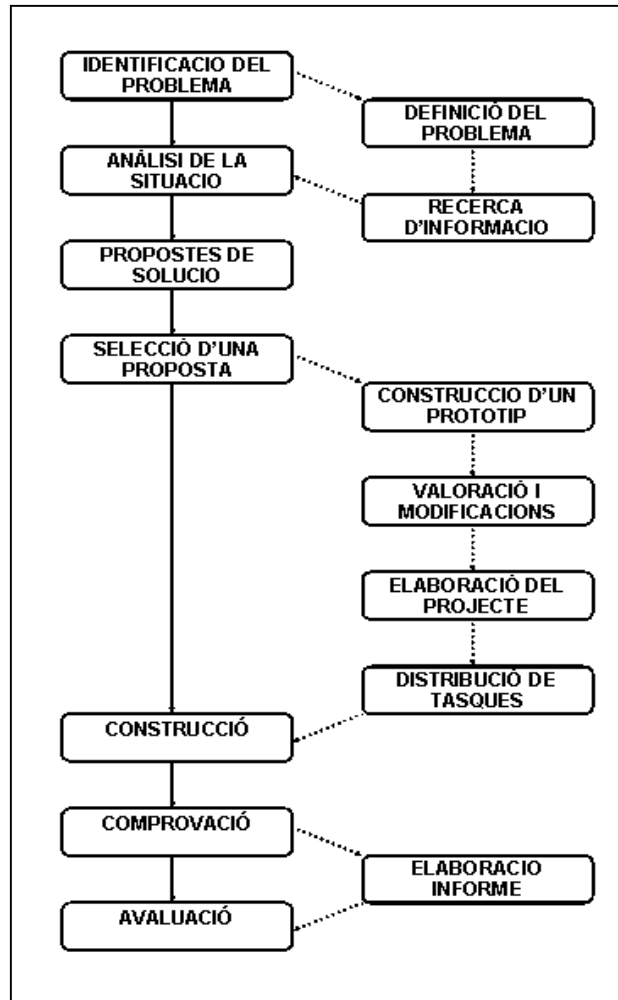 IDENTIFICACIO DEL
PROBLEMA
DEFINICIÓ DEL
PROBLEMA
ANÀLISI DE LA
SITUACIO
RECERCA
D'INFORMACIO
PROPOSTES DE
SOLUCIO
SELECCIÓ D'UNA
PROPOSTA
CONSTRUCCIO D'UN
PROTOTIP
VALORACIÓ I
MODIFICACIONS
ELABORACIÓ DEL
PROJECTE
DISTRIBUCIÓ DE
TASQUES
CONSTRUCCIÓ
COMPROVACIÓ
ELABORACIO
INFORME
AVALUACIÓ